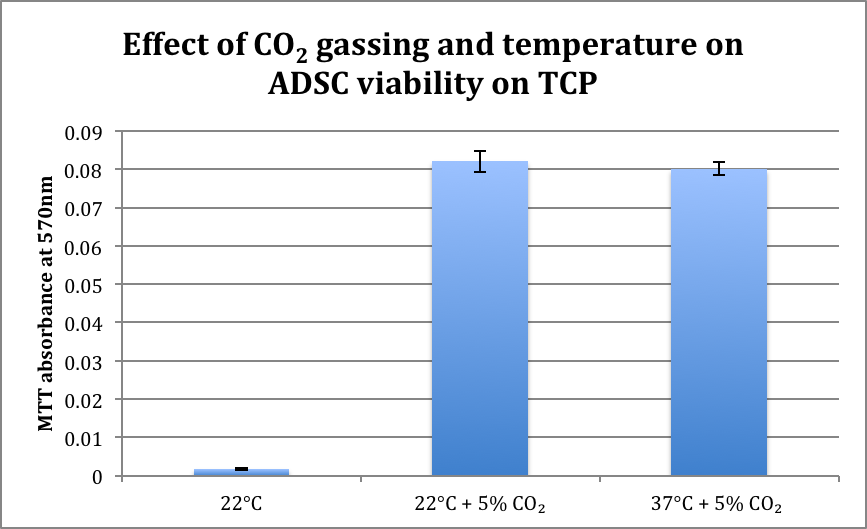 Effect of CO₂ gassing and temperature on
ADSC viability on TCP
MTT absorbance at 570nm
0.09
0.08
0.07
0.06
0.05
0.04
0.03
0.02
0.01
0
22°C
22°C + 5% CO₂
37°C + 5% CO₂